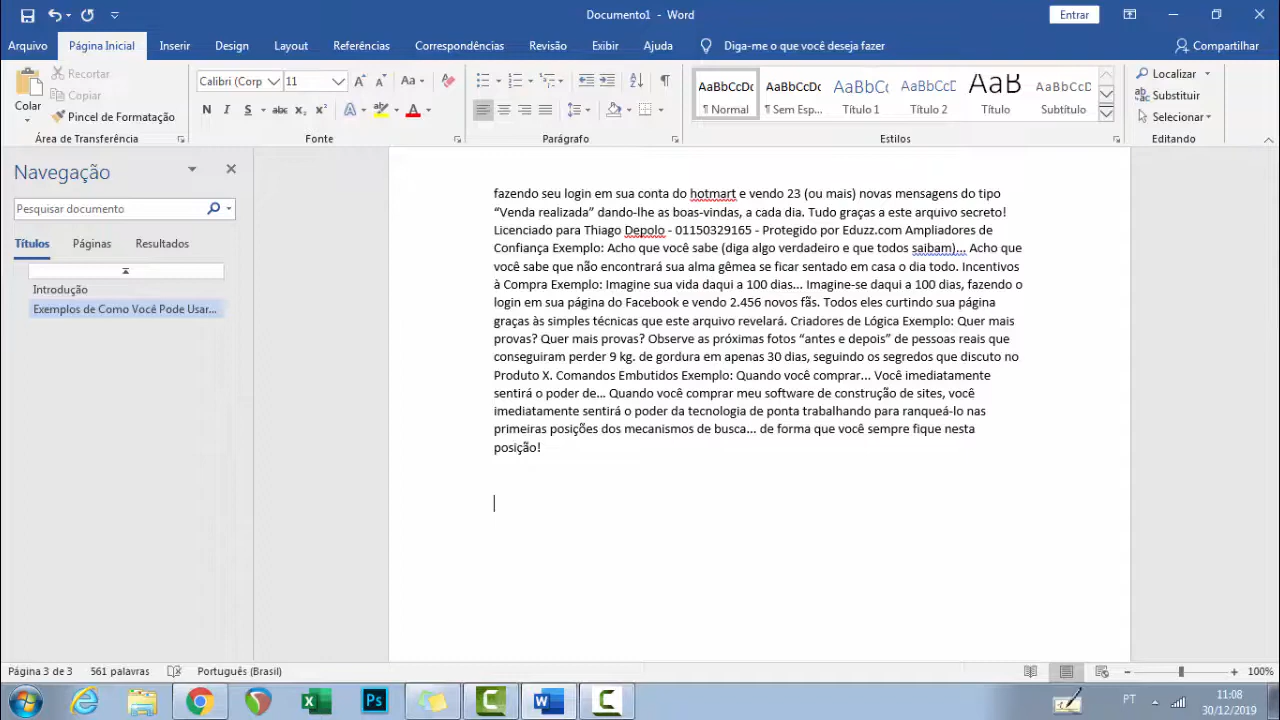 Documento1 - Word
Entrar
Arquivo
Página Inicial
Inserir
Design
Layout
Referências
Correspondências
Revisão
Exibir
Ajuda
Diga-me o que você deseja fazer
Compartilhar
Colar
Recortar
Copiar
Pincel de Formatação
Área de Transferência
Calibri (Corp
11
Aa
N I S abc x₂ x²
A
A
Fonte
Parágrafo
AaBbCcDc
¶ Normal
AaBbCcDc
¶ Sem Esp...
AaBbCc
Título 1
AaBbCcD
Título 2
AaB
Título
AaBbCcD
Subtítulo
Estilos
Localizar
Substituir
Selecionar
Editando
Navegação
Pesquisar documento
Títulos
Páginas
Resultados
Introdução
Exemplos de Como Você Pode Usar...
fazendo seu login em sua conta do hotmart e vendo 23 (ou mais) novas mensagens do tipo
“Venda realizada” dando-lhe as boas-vindas, a cada dia. Tudo graças a este arquivo secreto!
Licenciado para Thiago Depolo - 01150329165 - Protegido por Eduzz.com Ampliadores de
Confiança Exemplo: Acho que você sabe (diga algo verdadeiro e que todos saibam)... Acho que
você sabe que não encontrará sua alma gêmea se ficar sentado em casa o dia todo. Incentivos
à Compra Exemplo: Imagine sua vida daqui a 100 dias... Imagine-se daqui a 100 dias, fazendo o
login em sua página do Facebook e vendo 2.456 novos fãs. Todos eles curtindo sua página
graças às simples técnicas que este arquivo revelará. Criadores de Lógica Exemplo: Quer mais
provas? Quer mais provas? Observe as próximas fotos “antes e depois” de pessoas reais que
conseguiram perder 9 kg. de gordura em apenas 30 dias, seguindo os segredos que discuto no
Produto X. Comandos Embutidos Exemplo: Quando você comprar... Você imediatamente
sentirá o poder de... Quando você comprar meu software de construção de sites, você
imediatamente sentirá o poder da tecnologia de ponta trabalhando para ranqueá-lo nas
primeiras posições dos mecanismos de busca... de forma que você sempre fique nesta
posição!
Página 3 de 3
561 palavras
Português (Brasil)
100%
Ps
PT
11:08
30/12/2019